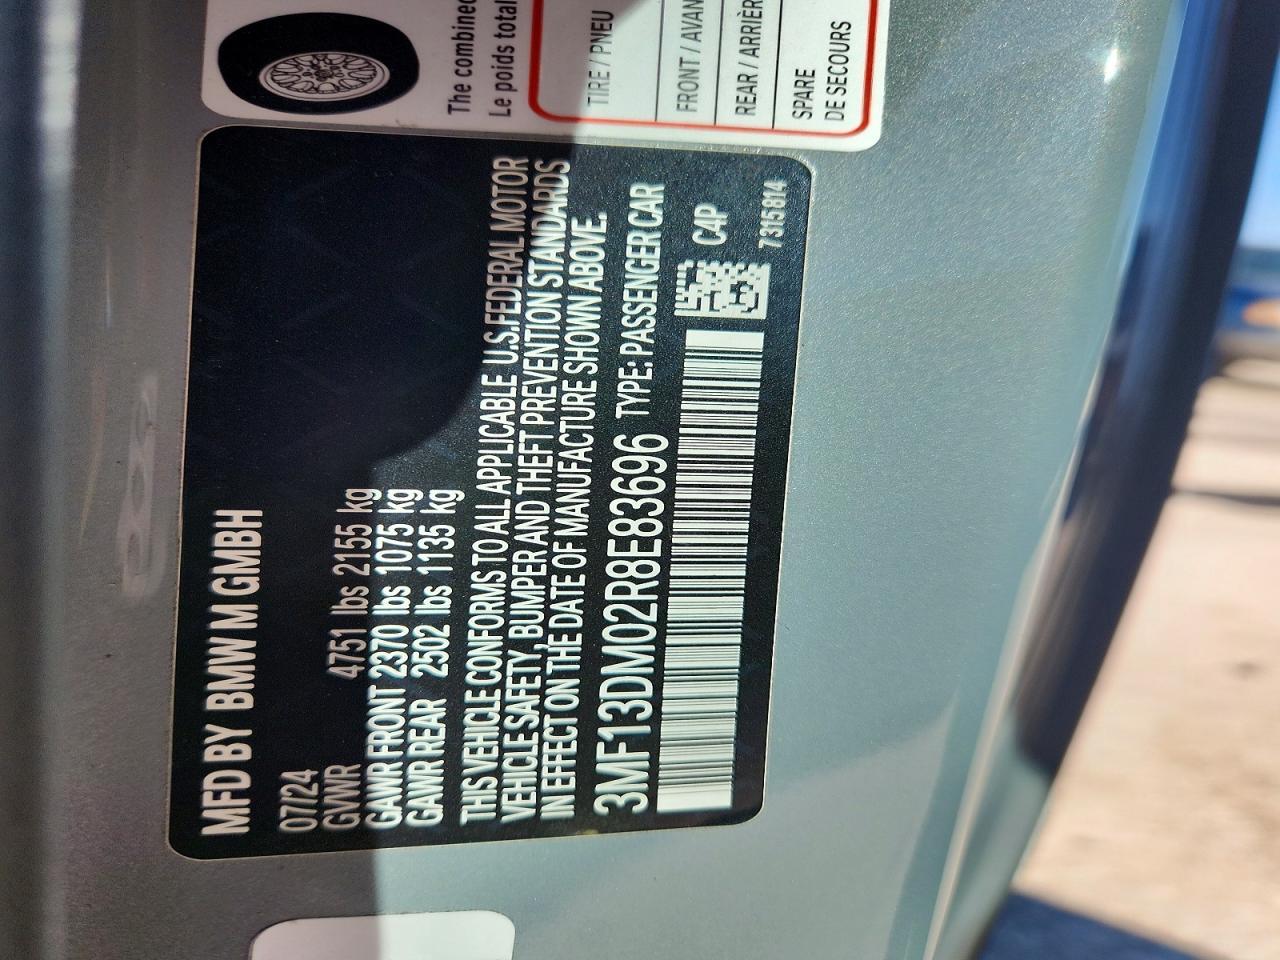 MFD BY BMW M GMBH
07/24
GVWR 4751 lbs 2155 kg
GAWR FRONT 2370 lbs 1075 kg
GAWR REAR 2502 lbs 1135 kg
THIS VEHICLE CONFORMS TO ALL APPLICABLE U.S.FEDERAL MOTOR
VEHICLE SAFETY, BUMPER AND THEFT PREVENTION STANDARDS
IN EFFECT ON THE DATE OF MANUFACTURE SHOWN ABOVE.
3MF13DM02R8E83696 TYPE: PASSENGER CAR
C4P
7315814
The combined
Le poids total
TIRE / PNEU
FRONT / AVAN
REAR / ARRIÈR
SPARE
DE SECOURS